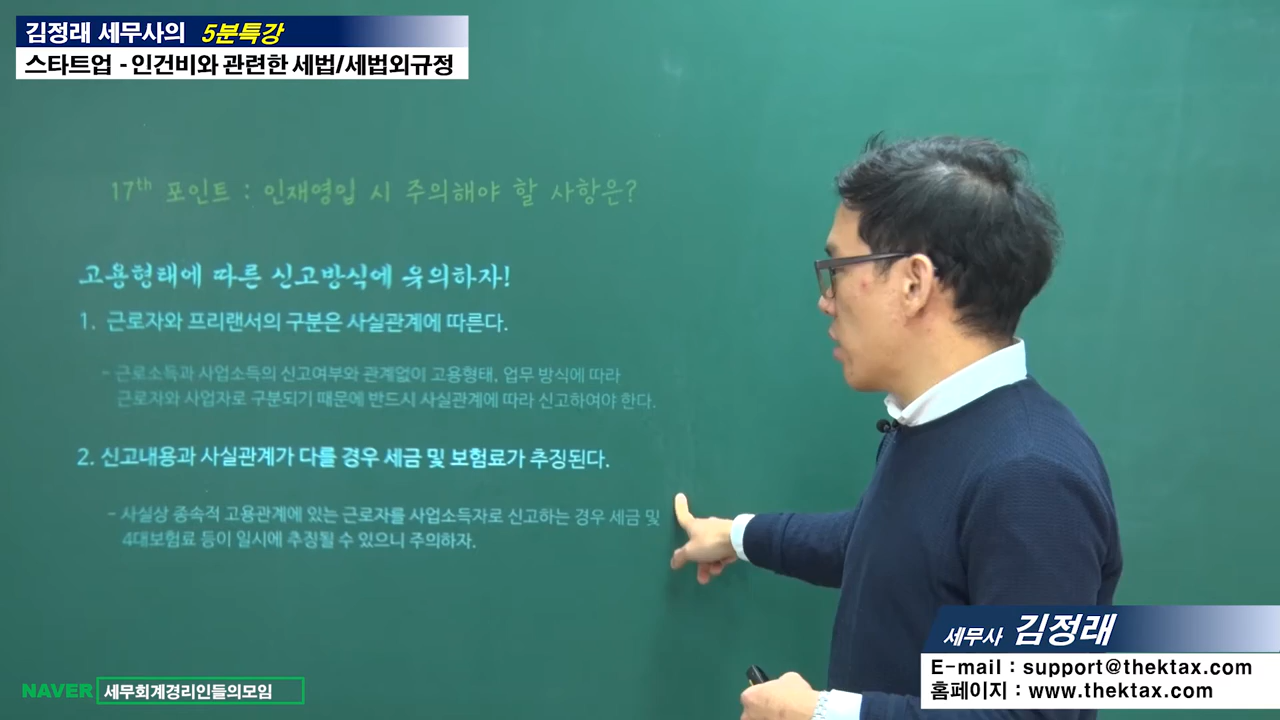 김정래 세무사의 5분특강
스타트업 - 인건비와 관련한 세법/세법외규정
17th 포인트 : 인재영입 시 주의해야 할 사항은?
고용형태에 따른 신고방식에 유의하자!
1. 근로자와 프리랜서의 구분은 사실관계에 따른다.
- 근로소득과 사업소득의 신고여부와 관계없이 고용형태, 업무 방식에 따라
근로자와 사업자로 구분되기 때문에 반드시 사실관계에 따라 신고하여야 한다.
2. 신고내용과 사실관계가 다를 경우 세금 및 보험료가 추징된다.
- 사실상 종속적 고용관계에 있는 근로자를 사업소득자로 신고하는 경우 세금 및
4대보험료 등이 일시에 추징될 수 있으니 주의하자.
세무사 김정래
E-mail : support@thektax.com
홈페이지 : www.thektax.com
NAVER 세무회계경리인들의모임